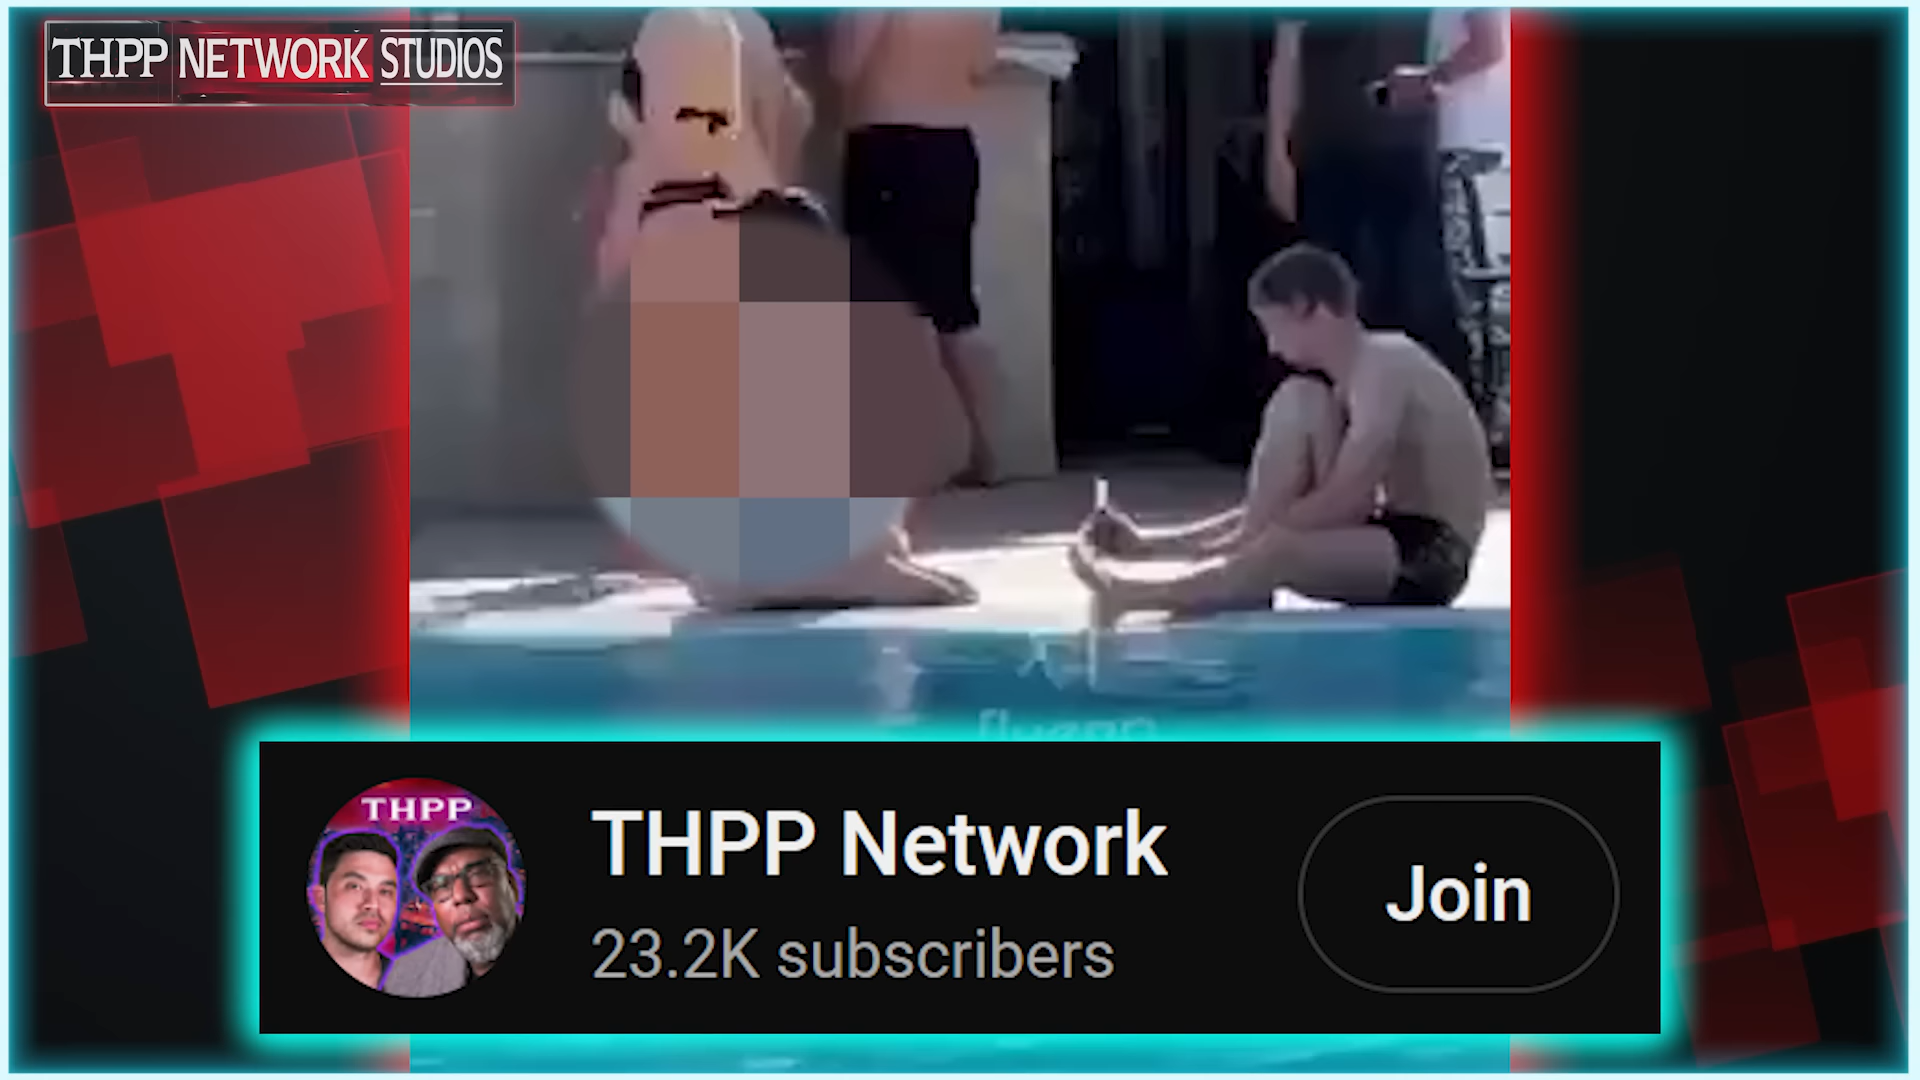 THPP NETWORK STUDIOS
THPP
THPP Network
23.2K subscribers
Join